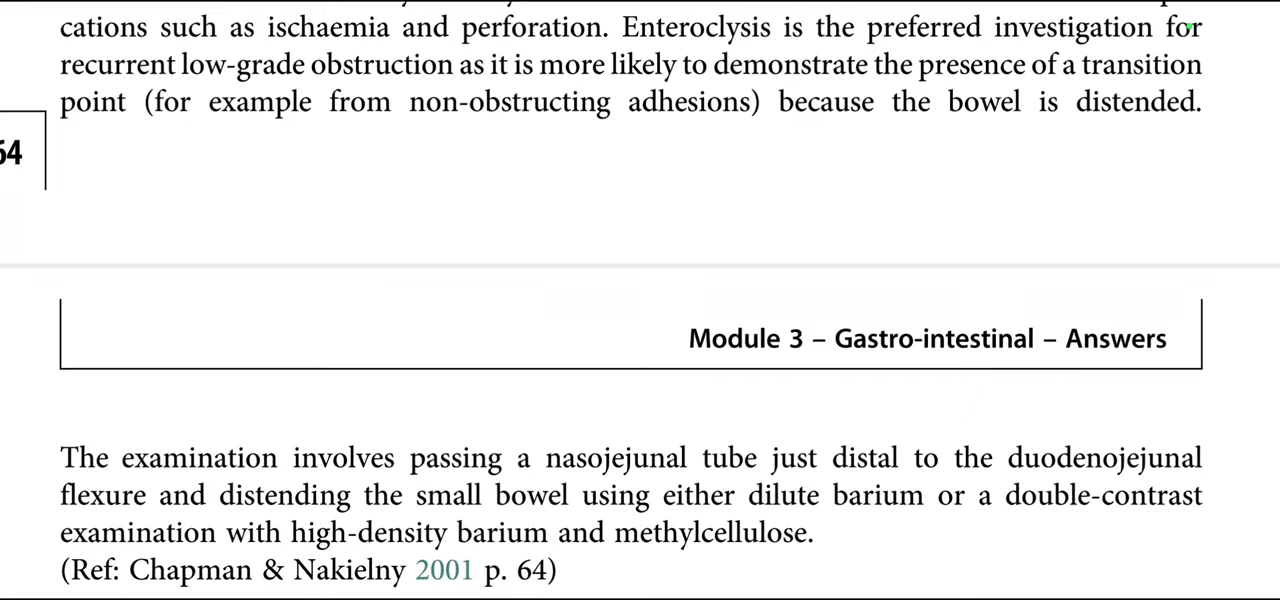 cations such as ischaemia and perforation. Enteroclysis is the preferred investigation for
recurrent low-grade obstruction as it is more likely to demonstrate the presence of a transition
point (for example from non-obstructing adhesions) because the bowel is distended.
64
Module 3 – Gastro-intestinal – Answers
The examination involves passing a nasojejunal tube just distal to the duodenojejunal
flexure and distending the small bowel using either dilute barium or a double-contrast
examination with high-density barium and methylcellulose.
(Ref: Chapman & Nakielny 2001 p. 64)